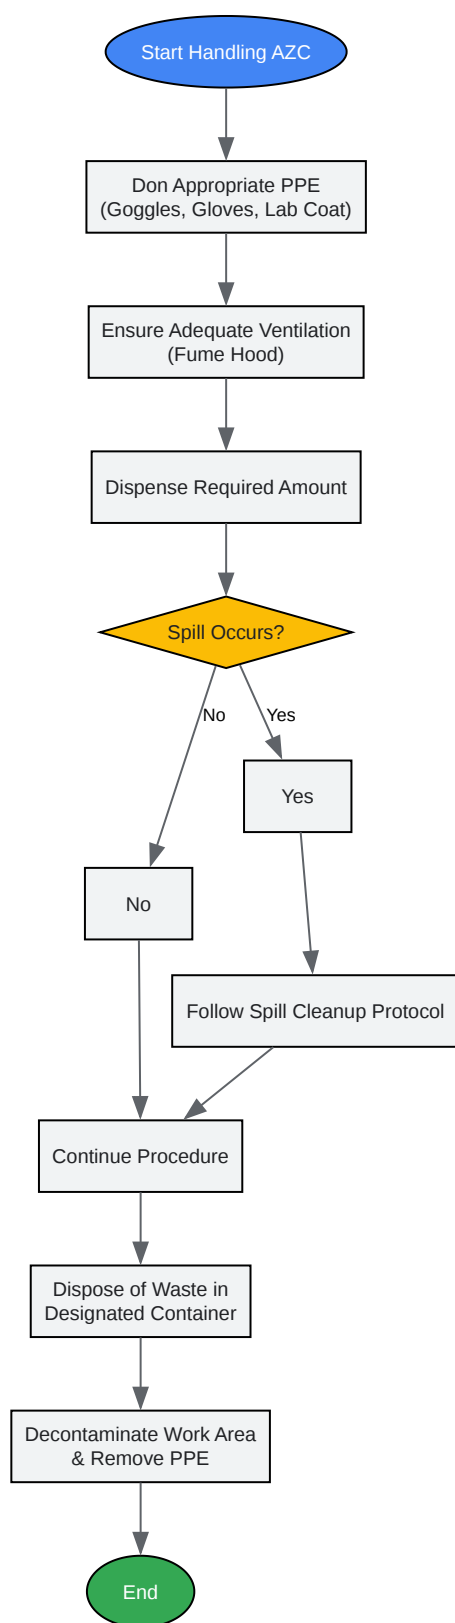 Start Handling AZC
Don Appropriate PPE
(Goggles, Gloves, Lab Coat)
Ensure Adequate Ventilation
(Fume Hood)
Dispense Required Amount
Spill Occurs?
No
Yes
Yes
No
Follow Spill Cleanup Protocol
Continue Procedure
Dispose of Waste in
Designated Container
Decontaminate Work Area
& Remove PPE
End